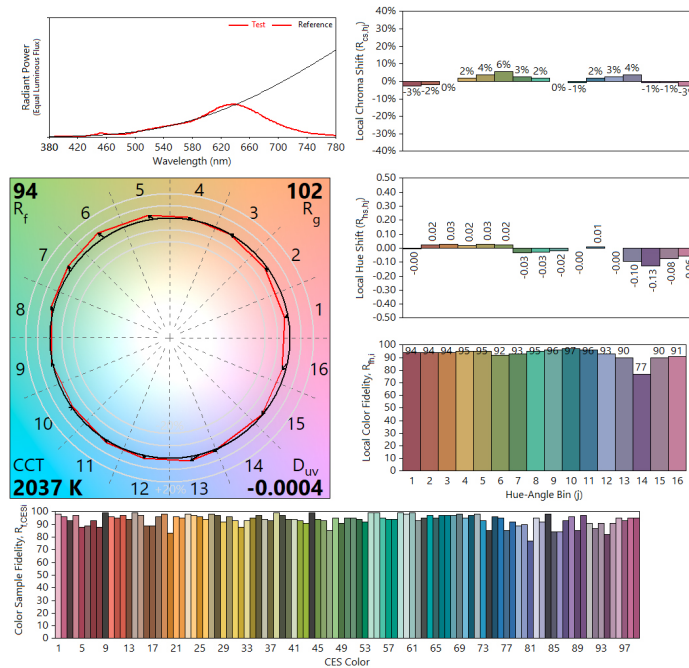 Test Reference
Radiant Power
(Equal Luminous Flux)
380 420 460 500 540 580 620 660 700 740 780
Wavelength (nm)
Local Chroma Shift (Rcs,hj)
40%
30%
20%
10%
0%
10%
20%
30%
40%
-3% -2% 0% 2% 4% 6% 3% 2% 0% -1% 2% 3% 4% -1% -1% -3%
94
Rf
102
Rg
5 4
6 3
7 2
8 1
9 16
10 15
11 14
12 13
+20%
CCT
2037 K
Duv
-0.0004
Local Hue Shift (Rhs,hj)
0.50
0.40
0.30
0.20
0.10
0.00
-0.10
-0.20
-0.30
-0.40
-0.50
-0.00 0.02 0.03 0.02 0.03 0.02 -0.03 -0.03 -0.02 -0.00 0.01 -0.00 -0.10 -0.13 -0.08 -0.06
Local Color Fidelity, Rfh,i
100
90
80
70
60
50
40
30
20
10
0
94 94 94 95 95 92 93 95 96 97 96 93 90 77 90 91
1 2 3 4 5 6 7 8 9 10 11 12 13 14 15 16
Hue-Angle Bin (j)
Color Sample Fidelity, Rf,CESi
100
90
80
70
60
50
40
30
20
10
0
1 5 9 13 17 21 25 29 33 37 41 45 49 53 57 61 65 69 73 77 81 85 89 93 97
CES Color